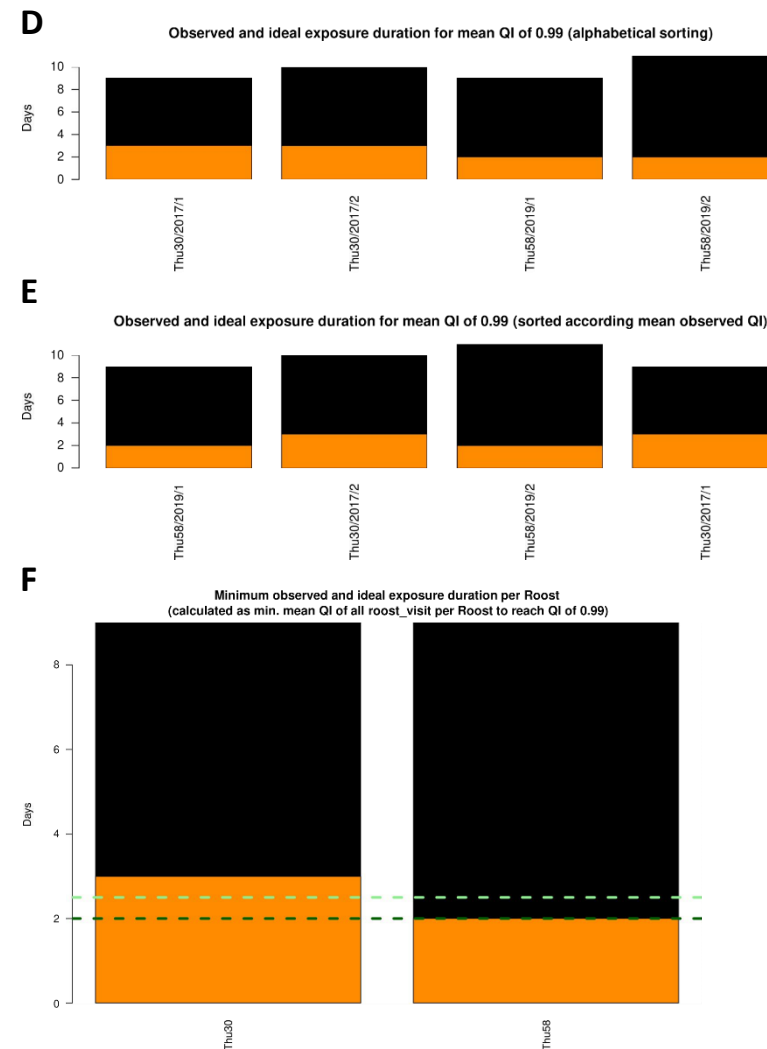 D
Observed and ideal exposure duration for mean QI of 0.99 (alphabetical sorting)
Days
10
8
6
4
2
0
Thu30/2017/1
Thu30/2017/2
Thu58/2019/1
Thu58/2019/2
E
Observed and ideal exposure duration for mean QI of 0.99 (sorted according mean observed QI)
Days
10
8
6
4
2
0
Thu58/2019/1
Thu30/2017/2
Thu58/2019/2
Thu30/2017/1
F
Minimum observed and ideal exposure duration per Roost
(calculated as min. mean QI of all roost_visit per Roost to reach QI of 0.99)
Days
8
6
4
2
0
Thu30
Thu58